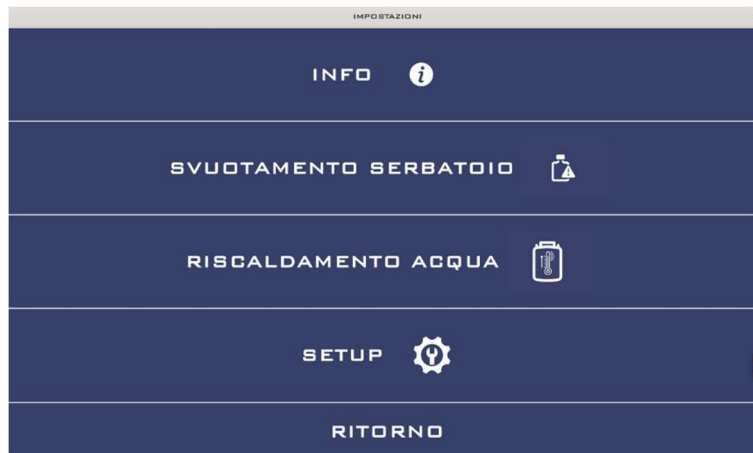 IMPOSTAZIONI
INFO
SVUOTAMENTO SERBATOIO
RISCALDAMENTO ACQUA
SETUP
RITORNO